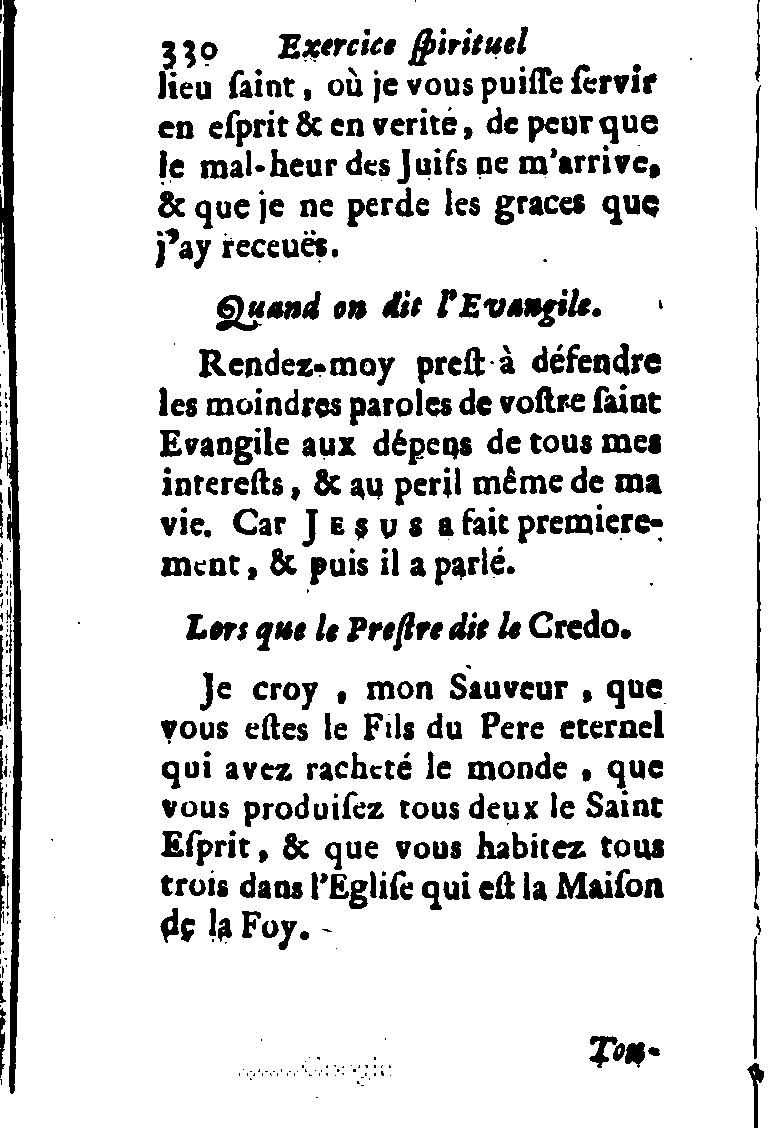 330 Exercice ſpirituel
lieu ſaint, où je vous puiſſe ſervir
en eſprit & en verité, de peur que
le mal-heur des Juifs ne m'arrive,
& que je ne perde les graces que
j'ay receuës.
Quand on dit l'Evangile.
Rendez-moy preſt à défendre
les moindres paroles de voſtre ſaint
Evangile aux dépens de tous mes
intereſts, & au peril même de ma
vie. Car JESUS a fait premiere-
ment, & puis il a parlé.
Lors que le Preſtre dit le Credo.
Je croy, mon Sauveur, que
vous eſtes le Fils du Pere eternel
qui avez racheté le monde, que
vous produiſez tous deux le Saint
Eſprit, & que vous habitez tous
trois dans l'Egliſe qui eſt la Maiſon
de la Foy.
Tou-
Google